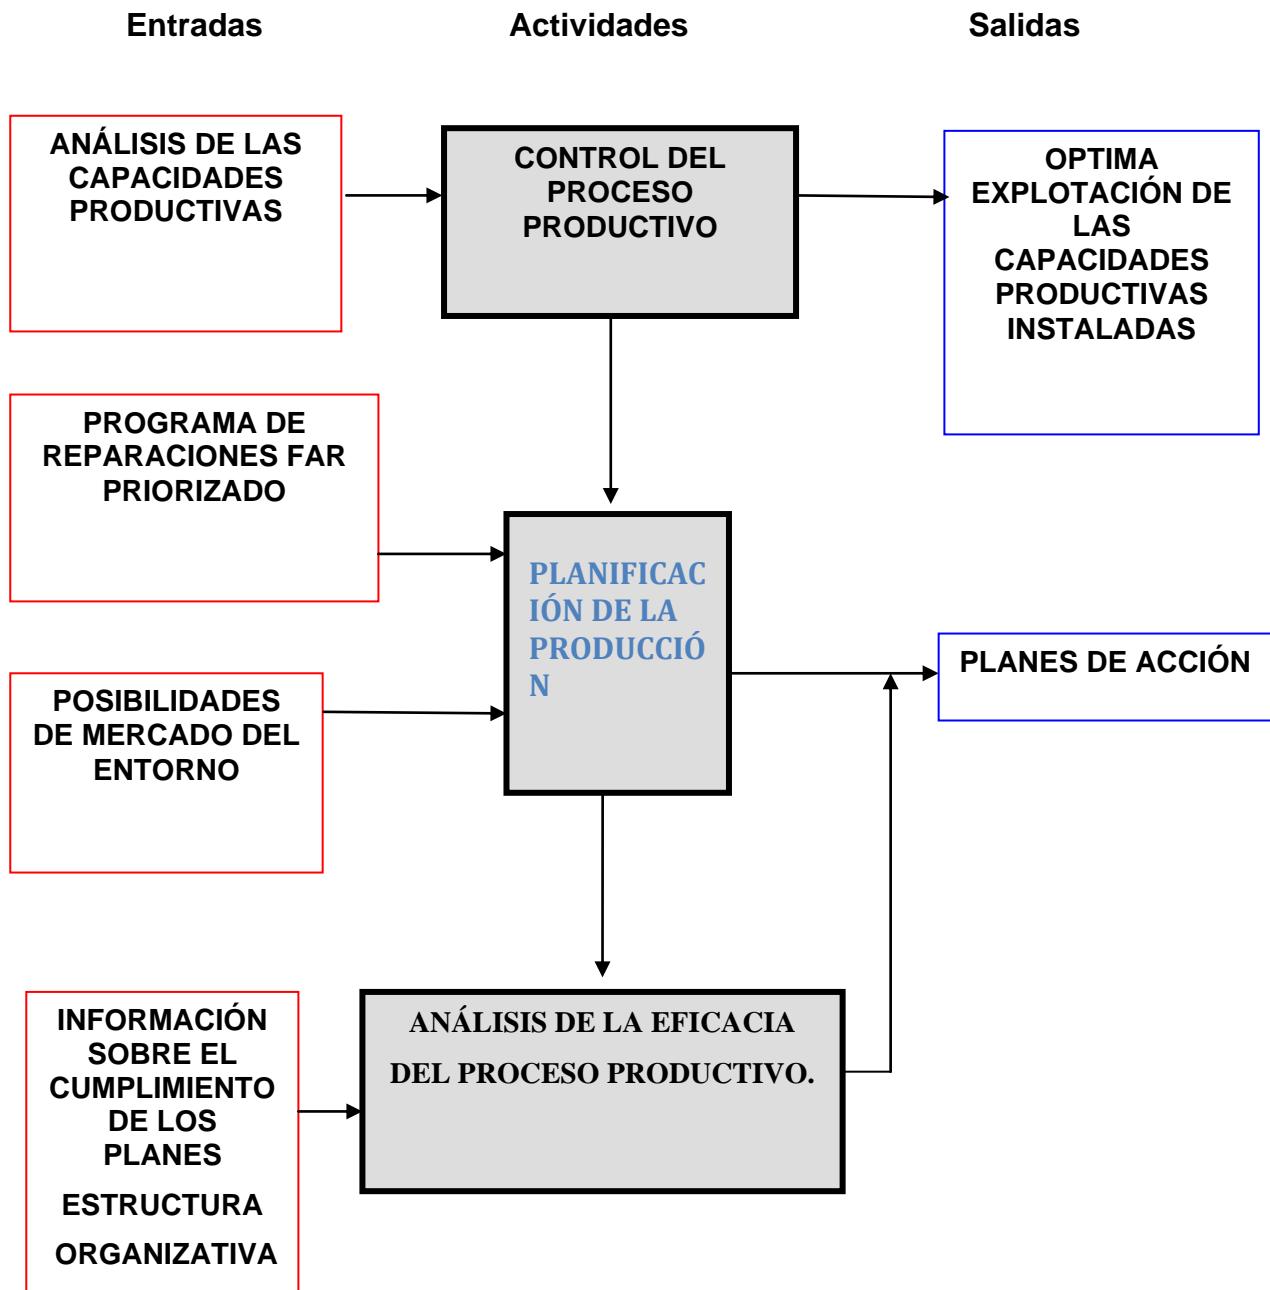 Entradas
Actividades
Salidas
ANÁLISIS DE LAS
CAPACIDADES
PRODUCTIVAS
CONTROL DEL
PROCESO
PRODUCTIVO
OPTIMA
EXPLOTACIÓN DE
LAS
CAPACIDADES
PRODUCTIVAS
INSTALADAS
PROGRAMA DE
REPARACIONES FAR
PRIORIZADO
PLANIFICAC
IÓN DE LA
PRODUCCIÓ
N
POSIBILIDADES
DE MERCADO DEL
ENTORNO
PLANES DE ACCIÓN
INFORMACIÓN
SOBRE EL
CUMPLIMIENTO
DE LOS
PLANES
ESTRUCTURA
ORGANIZATIVA
ANÁLISIS DE LA EFICACIA
DEL PROCESO PRODUCTIVO.